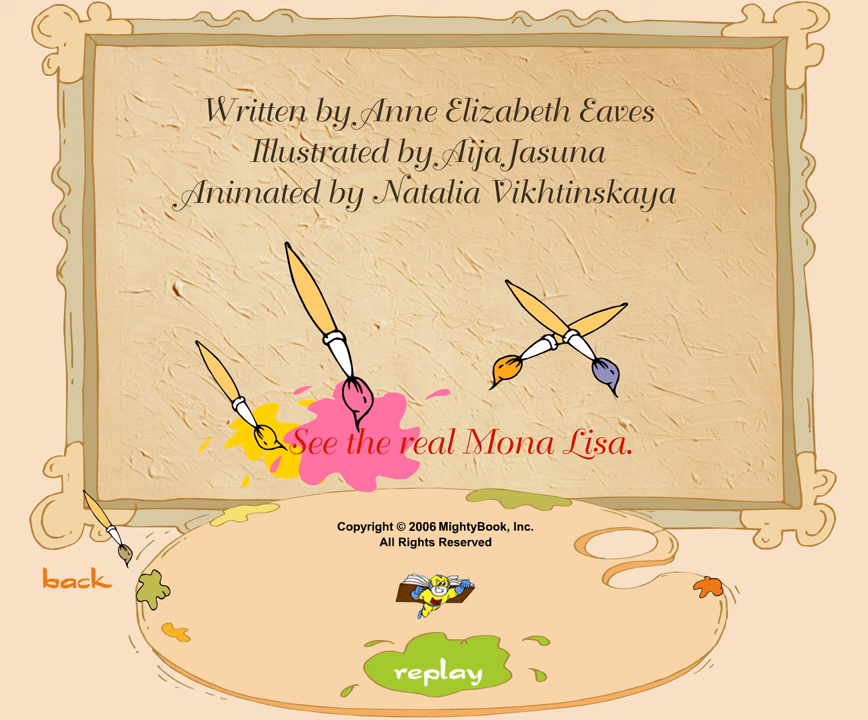 Written by Anne Elizabeth Eaves
Illustrated by Aija Jasuna
Animated by Natalia Vikhtinskaya
See the real Mona Lisa.
Copyright © 2006 MightyBook, Inc.
All Rights Reserved
back
replay